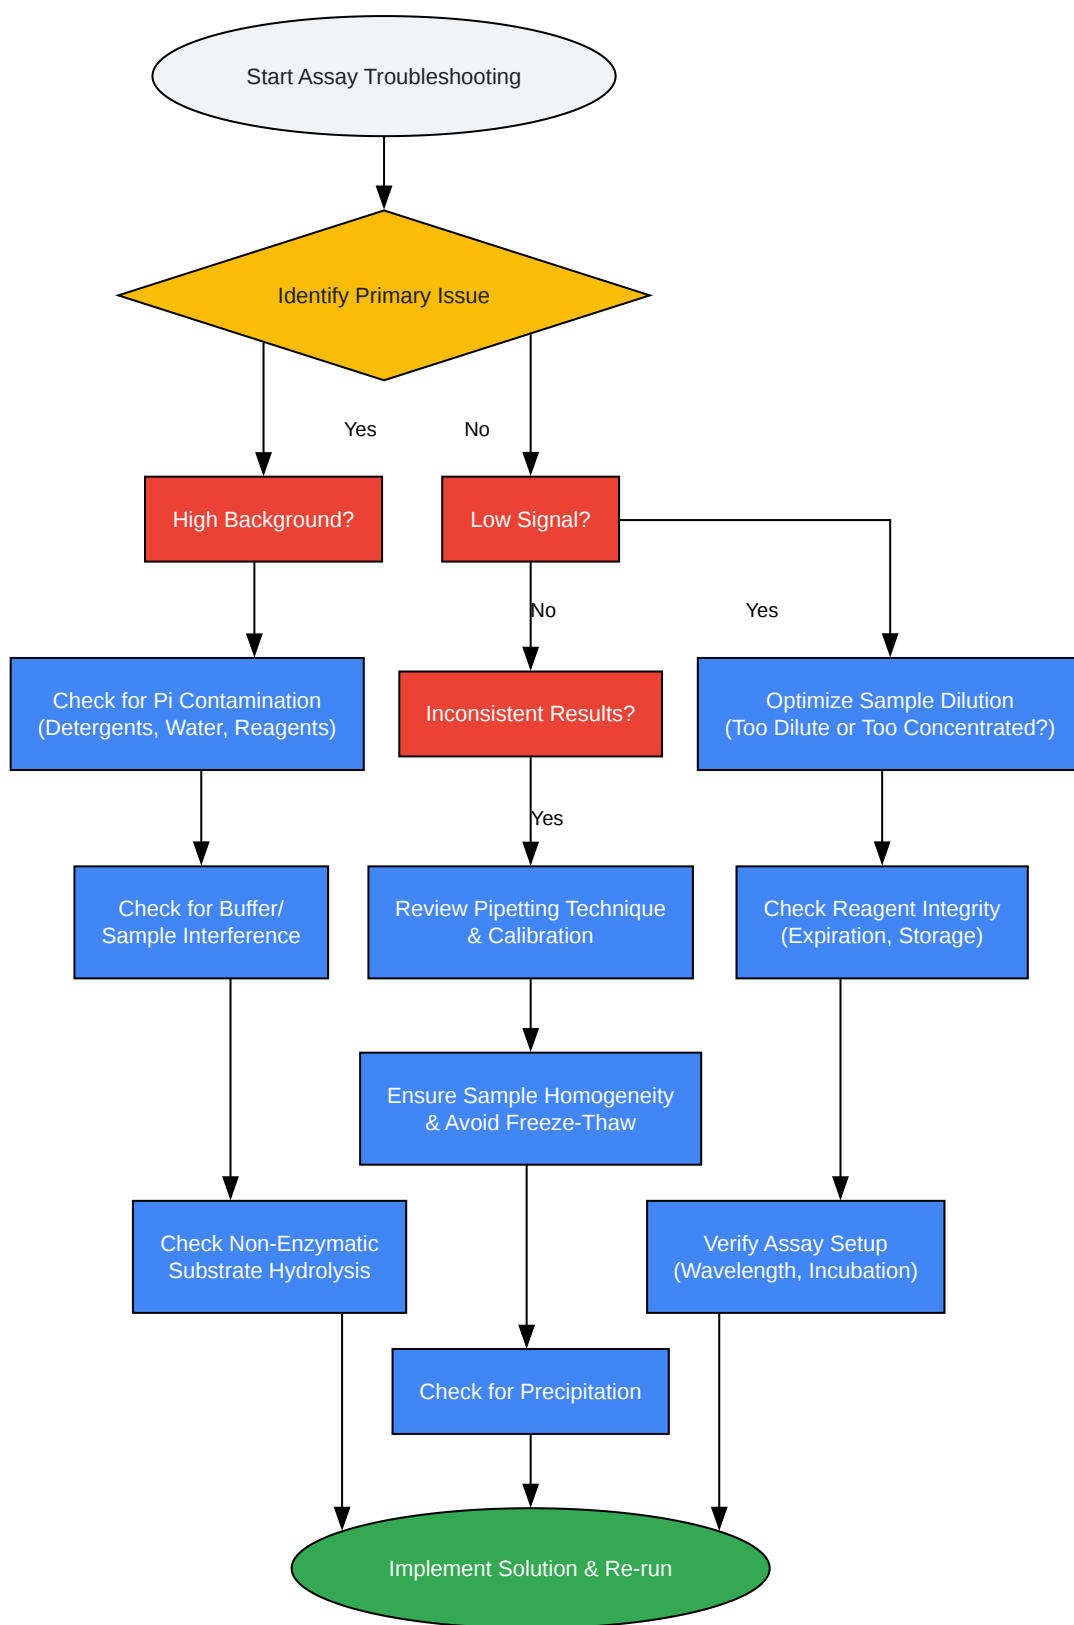 Start Assay Troubleshooting
Identify Primary Issue
Yes
No
High Background?
Low Signal?
No
Yes
Check for Pi Contamination
(Detergents, Water, Reagents)
Inconsistent Results?
Optimize Sample Dilution
(Too Dilute or Too Concentrated?)
Yes
Check for Buffer/
Sample Interference
Review Pipetting Technique
& Calibration
Check Reagent Integrity
(Expiration, Storage)
Ensure Sample Homogeneity
& Avoid Freeze-Thaw
Check Non-Enzymatic
Substrate Hydrolysis
Verify Assay Setup
(Wavelength, Incubation)
Check for Precipitation
Implement Solution & Re-run